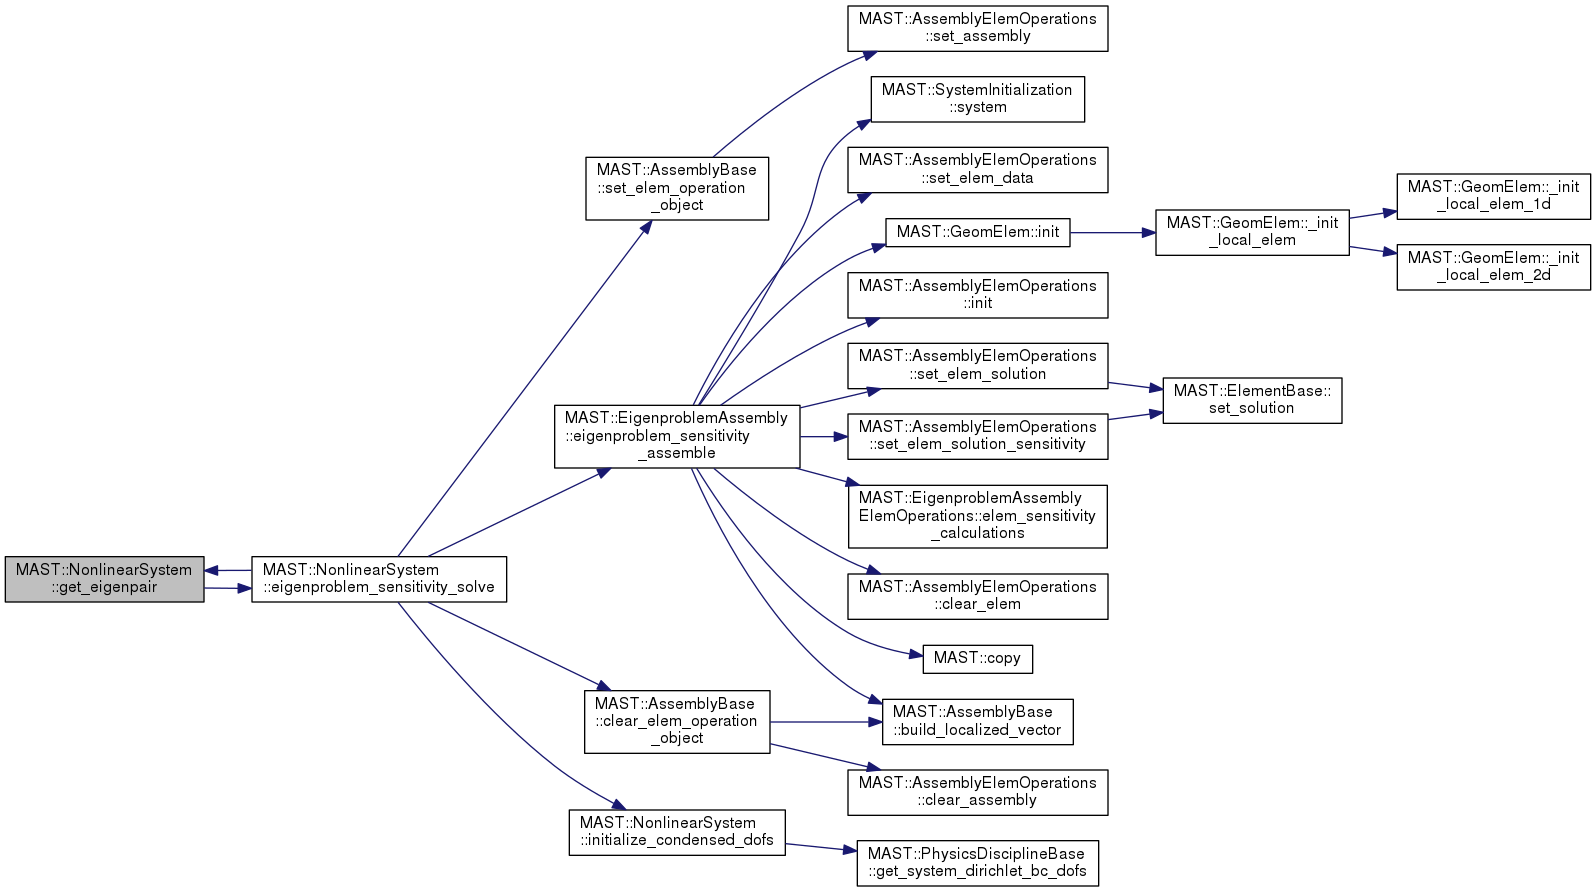 MAST::NonlinearSystem
::get_eigenpair
MAST::NonlinearSystem
::eigenproblem_sensitivity_solve
MAST::AssemblyBase
::set_elem_operation
_object
MAST::EigenproblemAssembly
::eigenproblem_sensitivity
_assemble
MAST::AssemblyBase
::clear_elem_operation
_object
MAST::NonlinearSystem
::initialize_condensed_dofs
MAST::AssemblyElemOperations
::set_assembly
MAST::SystemInitialization
::system
MAST::AssemblyElemOperations
::set_elem_data
MAST::GeomElem::init
MAST::AssemblyElemOperations
::init
MAST::AssemblyElemOperations
::set_elem_solution
MAST::AssemblyElemOperations
::set_elem_solution_sensitivity
MAST::EigenproblemAssembly
ElemOperations::elem_sensitivity
_calculations
MAST::AssemblyElemOperations
::clear_elem
MAST::copy
MAST::AssemblyBase
::build_localized_vector
MAST::AssemblyElemOperations
::clear_assembly
MAST::PhysicsDisciplineBase
::get_system_dirichlet_bc_dofs
MAST::GeomElem::_init
_local_elem
MAST::ElementBase::
set_solution
MAST::GeomElem::_init
_local_elem_1d
MAST::GeomElem::_init
_local_elem_2d